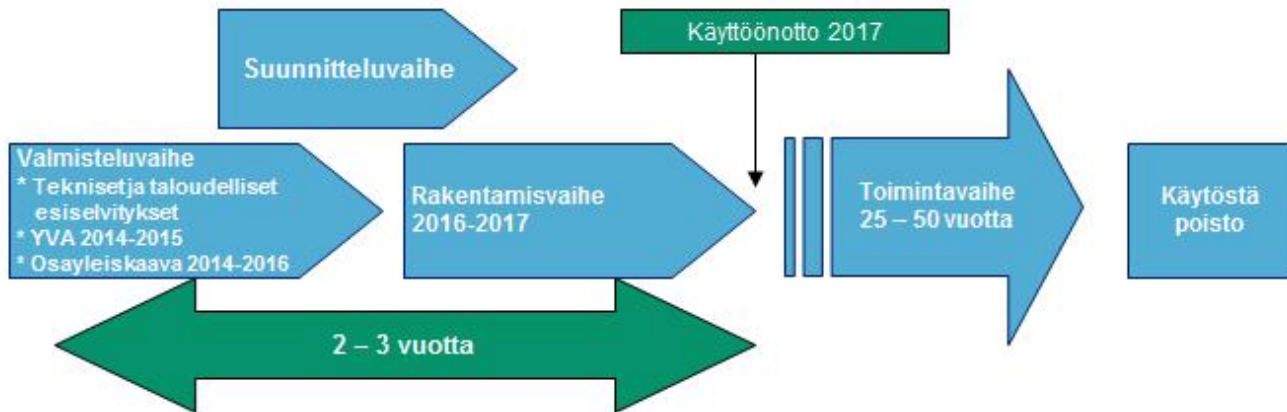 Käyttöönotto 2017
Suunnitteluvaihe
Valmisteluvaihe
* Teknisetja taloudelliset
esiselvitykset
* YVA 2014-2015
* Osayleiskaava 2014-2016
Rakentamisvaihe
2016-2017
Toimintavaihe
25 – 50 vuotta
Käytöstä
poisto
2 – 3 vuotta